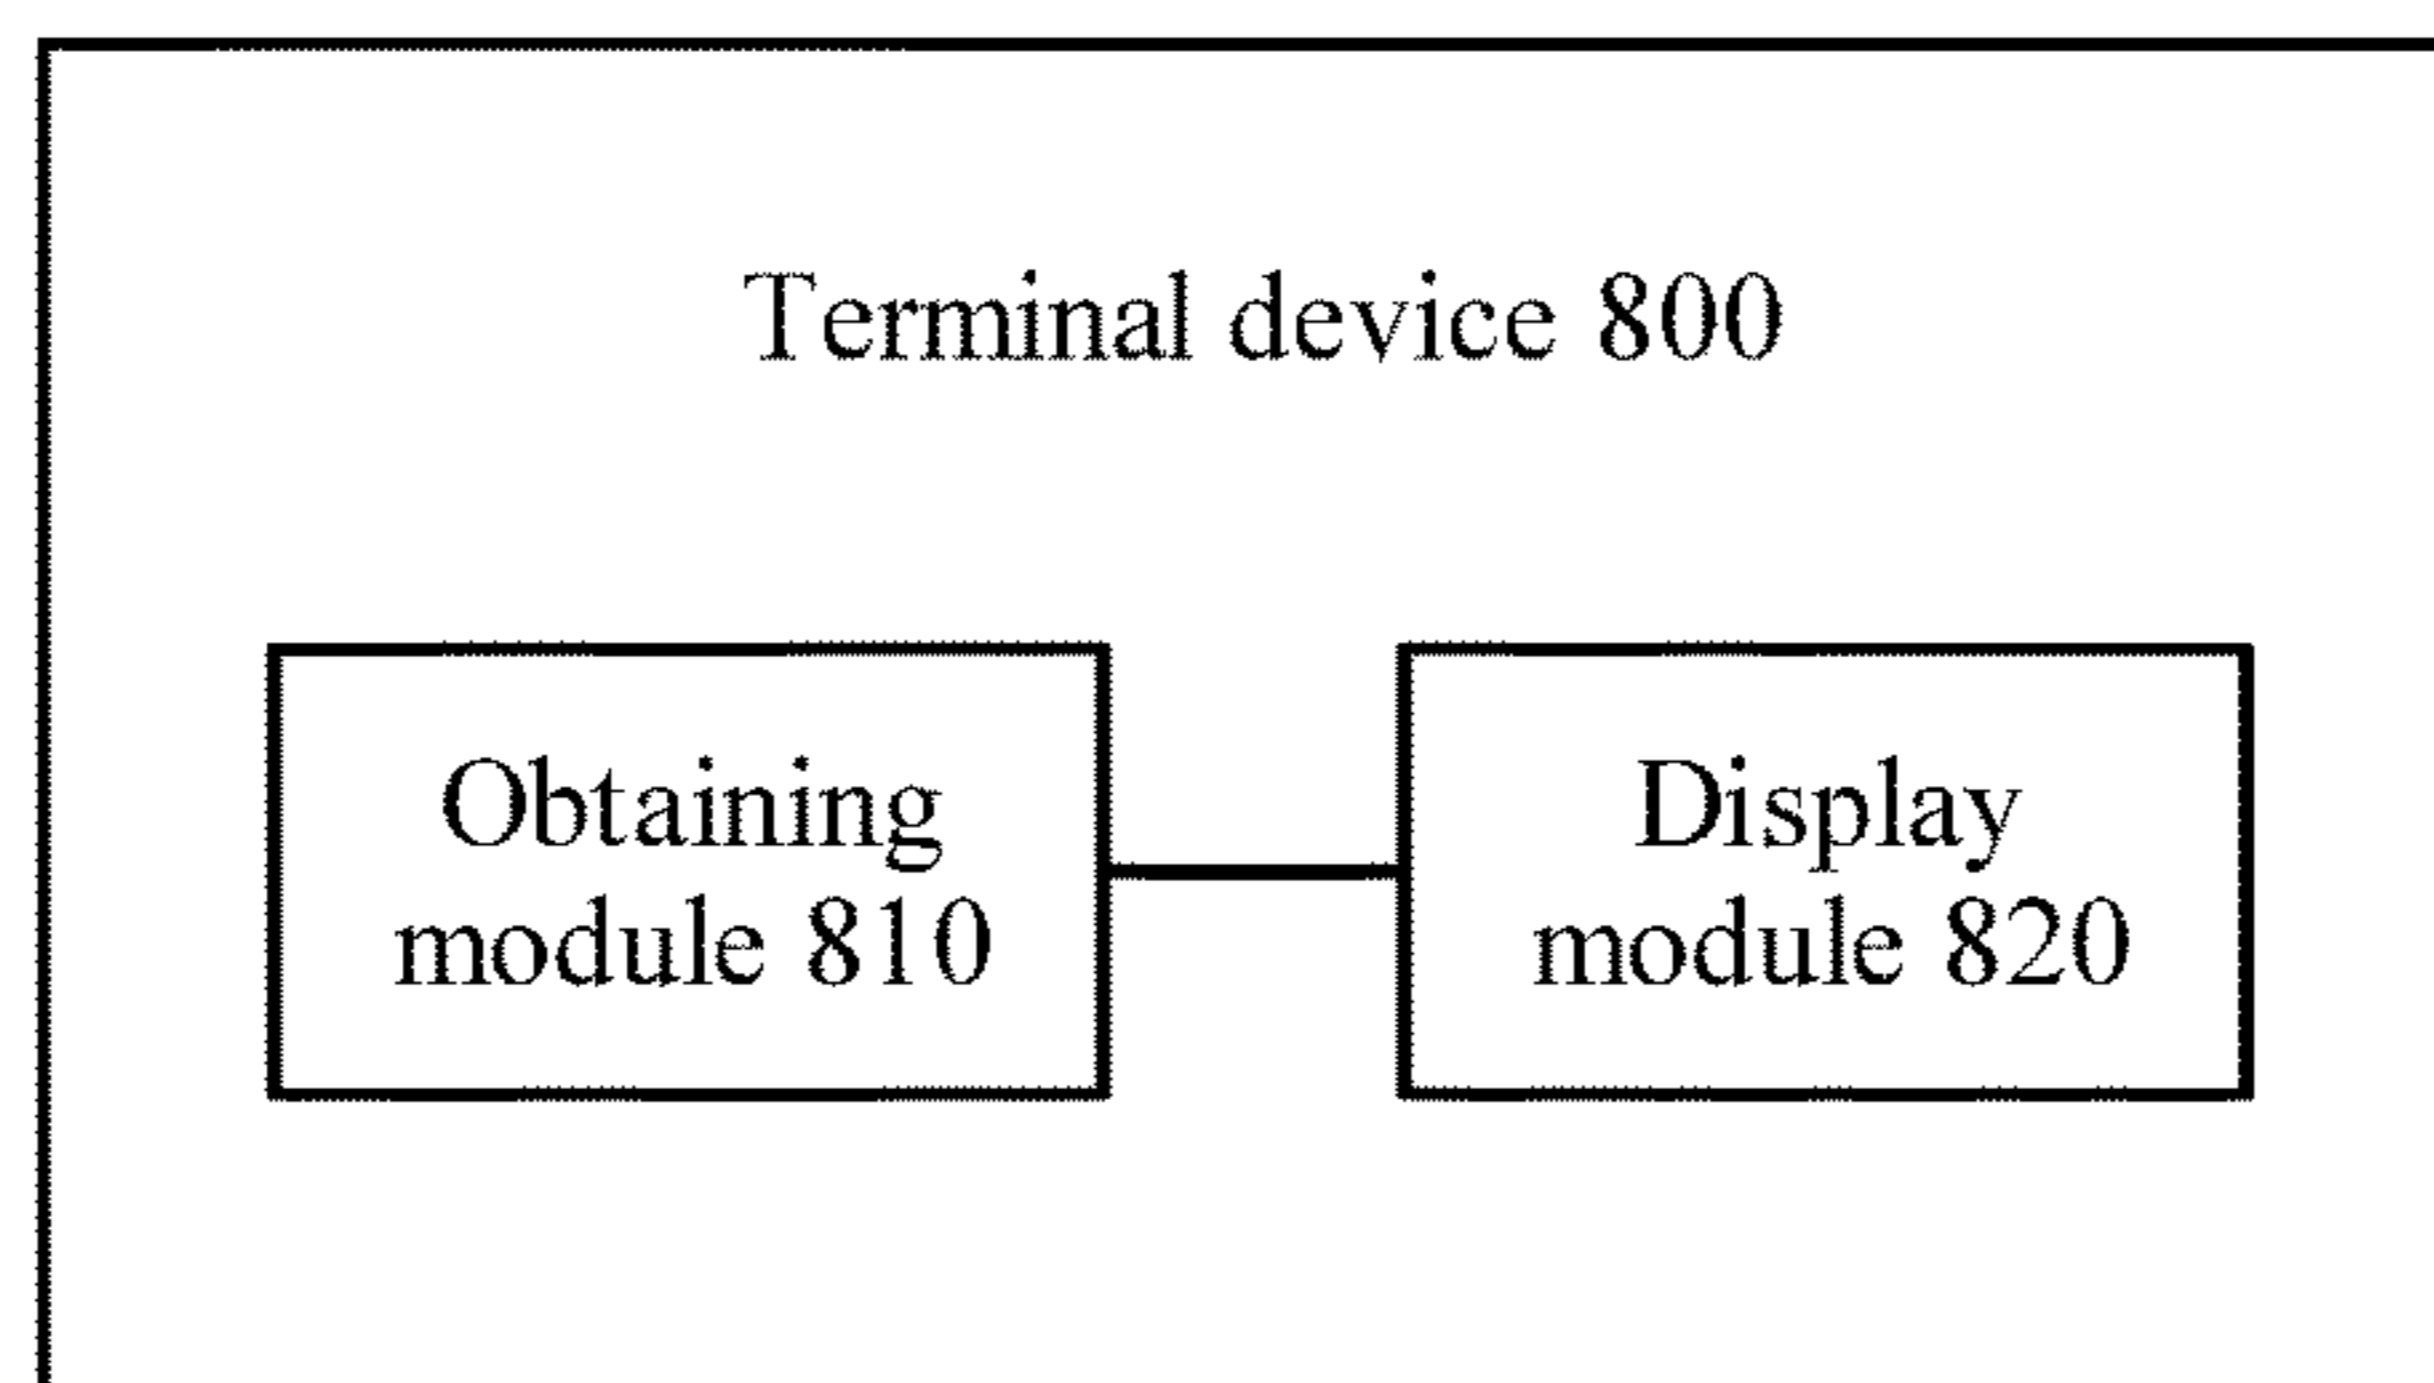 Terminal device 800
Obtaining
module 810
Display
module 820